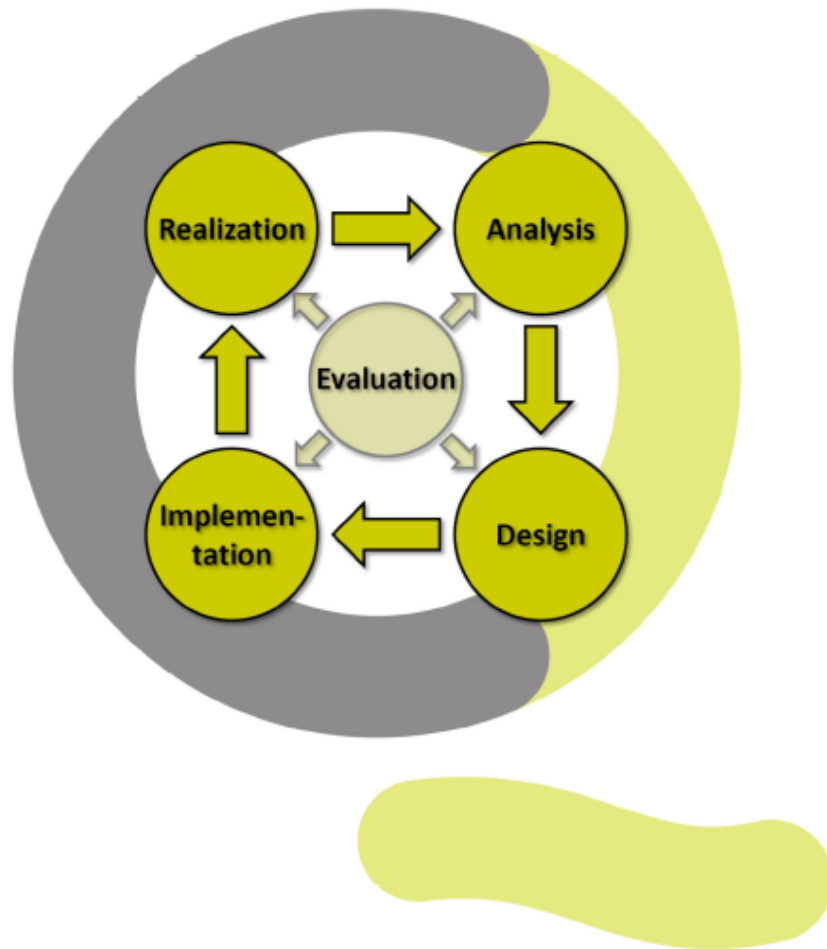 Realization
Analysis
Evaluation
Implemen-
tation
Design